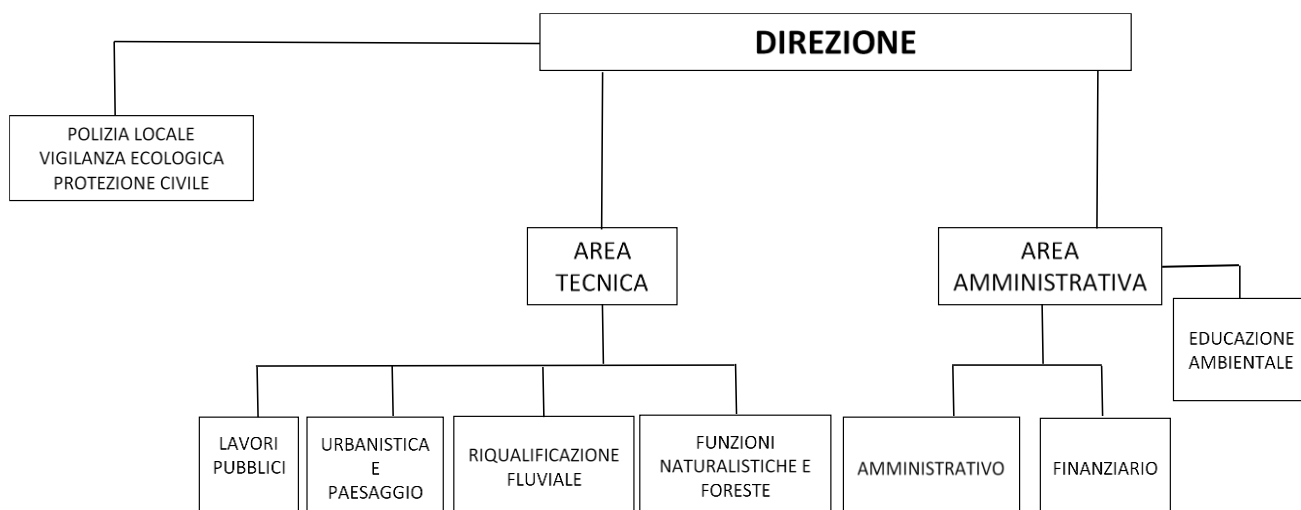 DIREZIONE
POLIZIA LOCALE
VIGILANZA ECOLOGICA
PROTEZIONE CIVILE
AREA
TECNICA
AREA
AMMINISTRATIVA
EDUCAZIONE
AMBIENTALE
LAVORI
PUBBLICI
URBANISTICA
E
PAESAGGIO
RIQUALIFICAZIONE
FLUVIALE
FUNZIONI
NATURALISTICHE E
FORESTE
AMMINISTRATIVO
FINANZIARIO